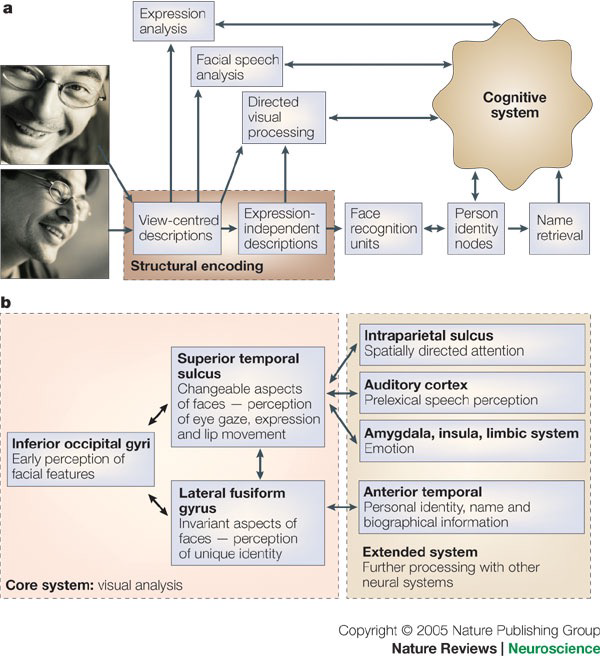 a
Expression
analysis
Facial speech
analysis
Directed
visual
processing
Cognitive
system
View-centred
descriptions
Expression-
independent
descriptions
Structural encoding
Face
recognition
units
Person
identity
nodes
Name
retrieval
b
Superior temporal
sulcus
Changeable aspects
of faces — perception
of eye gaze, expression
and lip movement
Inferior occipital gyri
Early perception of
facial features
Lateral fusiform
gyrus
Invariant aspects of
faces — perception
of unique identity
Core system: visual analysis
Intraparietal sulcus
Spatially directed attention
Auditory cortex
Prelexical speech perception
Amygdala, insula, limbic system
Emotion
Anterior temporal
Personal identity, name and
biographical information
Extended system
Further processing with other
neural systems
Copyright © 2005 Nature Publishing Group
Nature Reviews | Neuroscience